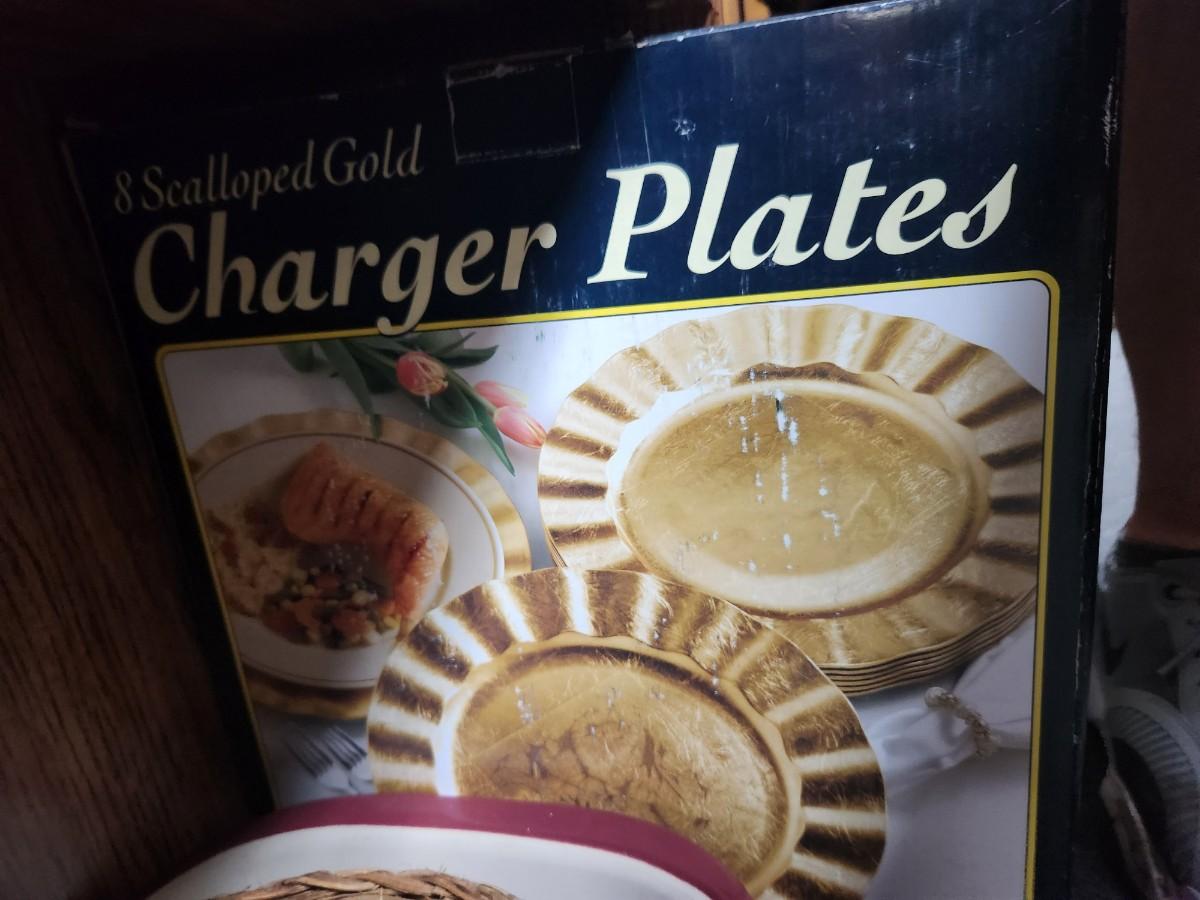 8 Scalloped Gold
Charger Plates